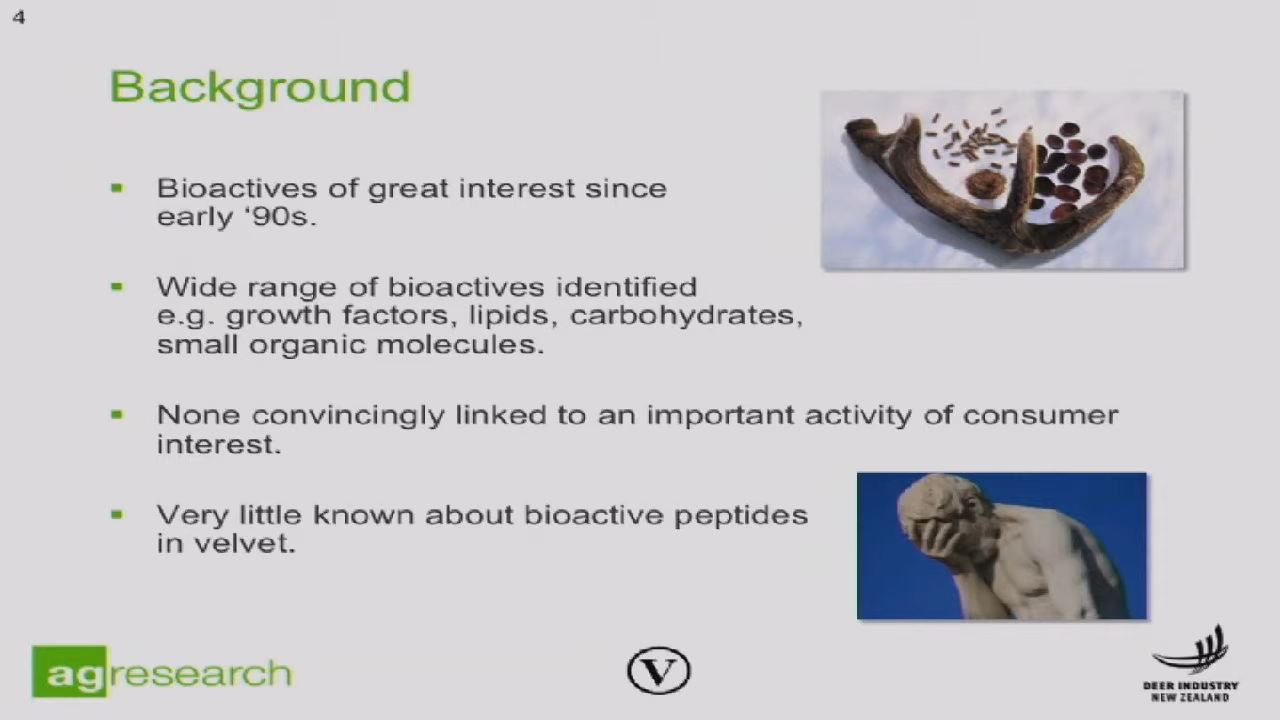 4
Background
Bioactives of great interest since
early ‘90s.
Wide range of bioactives identified
e.g. growth factors, lipids, carbohydrates,
small organic molecules.
None convincingly linked to an important activity of consumer
interest.
Very little known about bioactive peptides
in velvet.
agresearch
V
DEER INDUSTRY
NEW ZEALAND